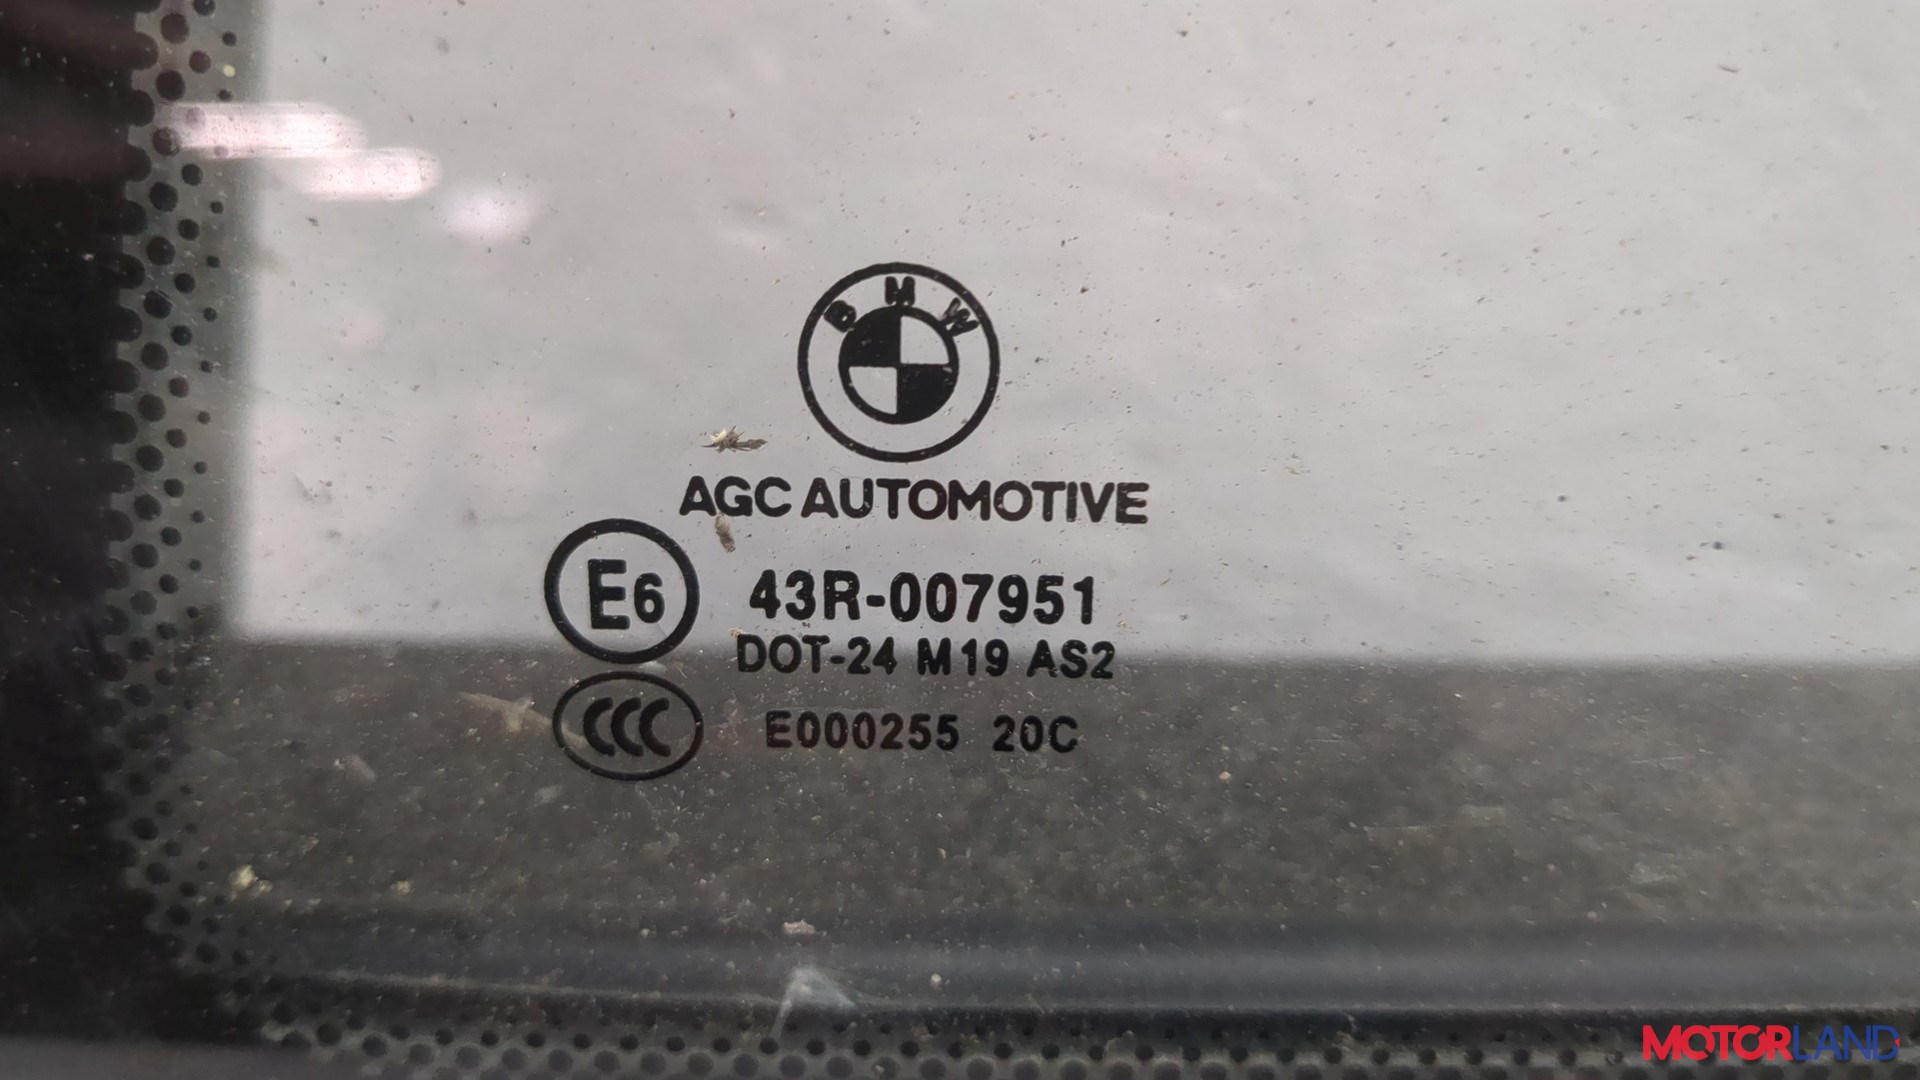 BMW
AGC AUTOMOTIVE
E6 43R-007951
DOT-24 M19 AS2
CCC E000255 20C
MOTORLAND